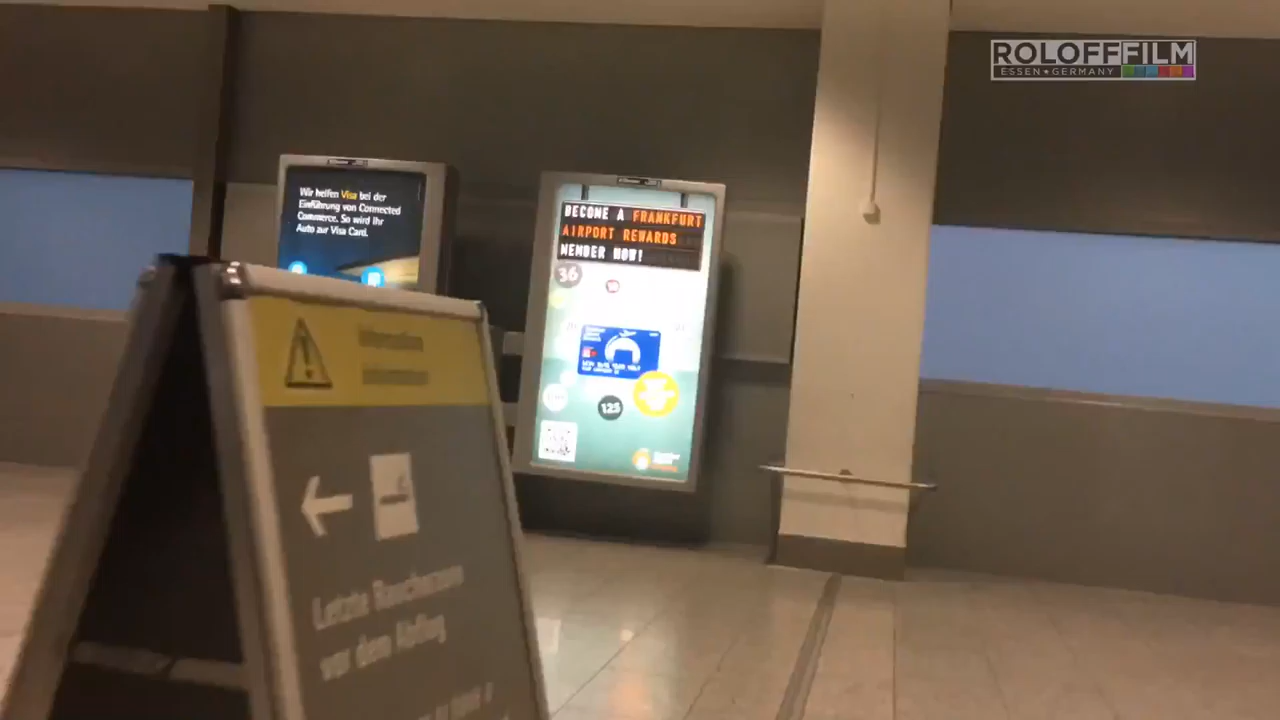 ROLOFFFILM
ESSEN★GERMANY
Wir helfen Visa bei der
Einführung von Connected
Commerce. So wird Ihr
Auto zur Visa Card.
BECOME A FRANKFURT
AIRPORT REWARDS
MEMBER NOW!
36
125
Letzte Raucherzone
vor dem Abflug